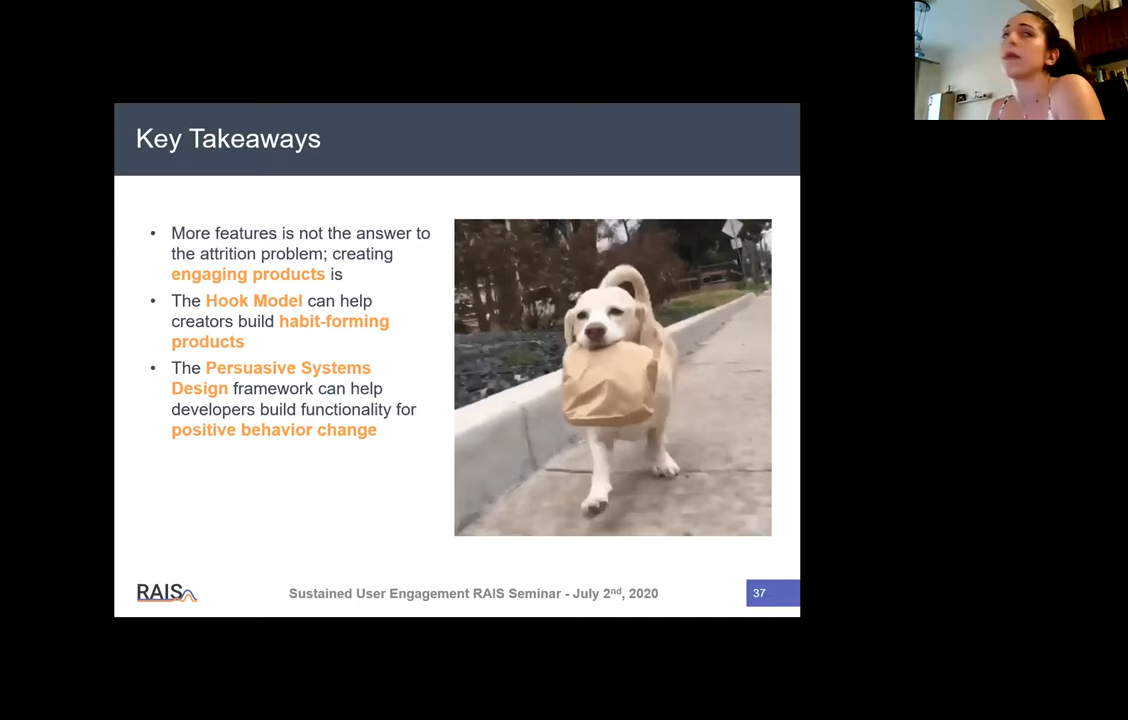 Key Takeaways
• More features is not the answer to
the attrition problem; creating
engaging products is
• The Hook Model can help
creators build habit-forming
products
• The Persuasive Systems
Design framework can help
developers build functionality for
positive behavior change
RAIS
Sustained User Engagement RAIS Seminar - July 2nd, 2020
37